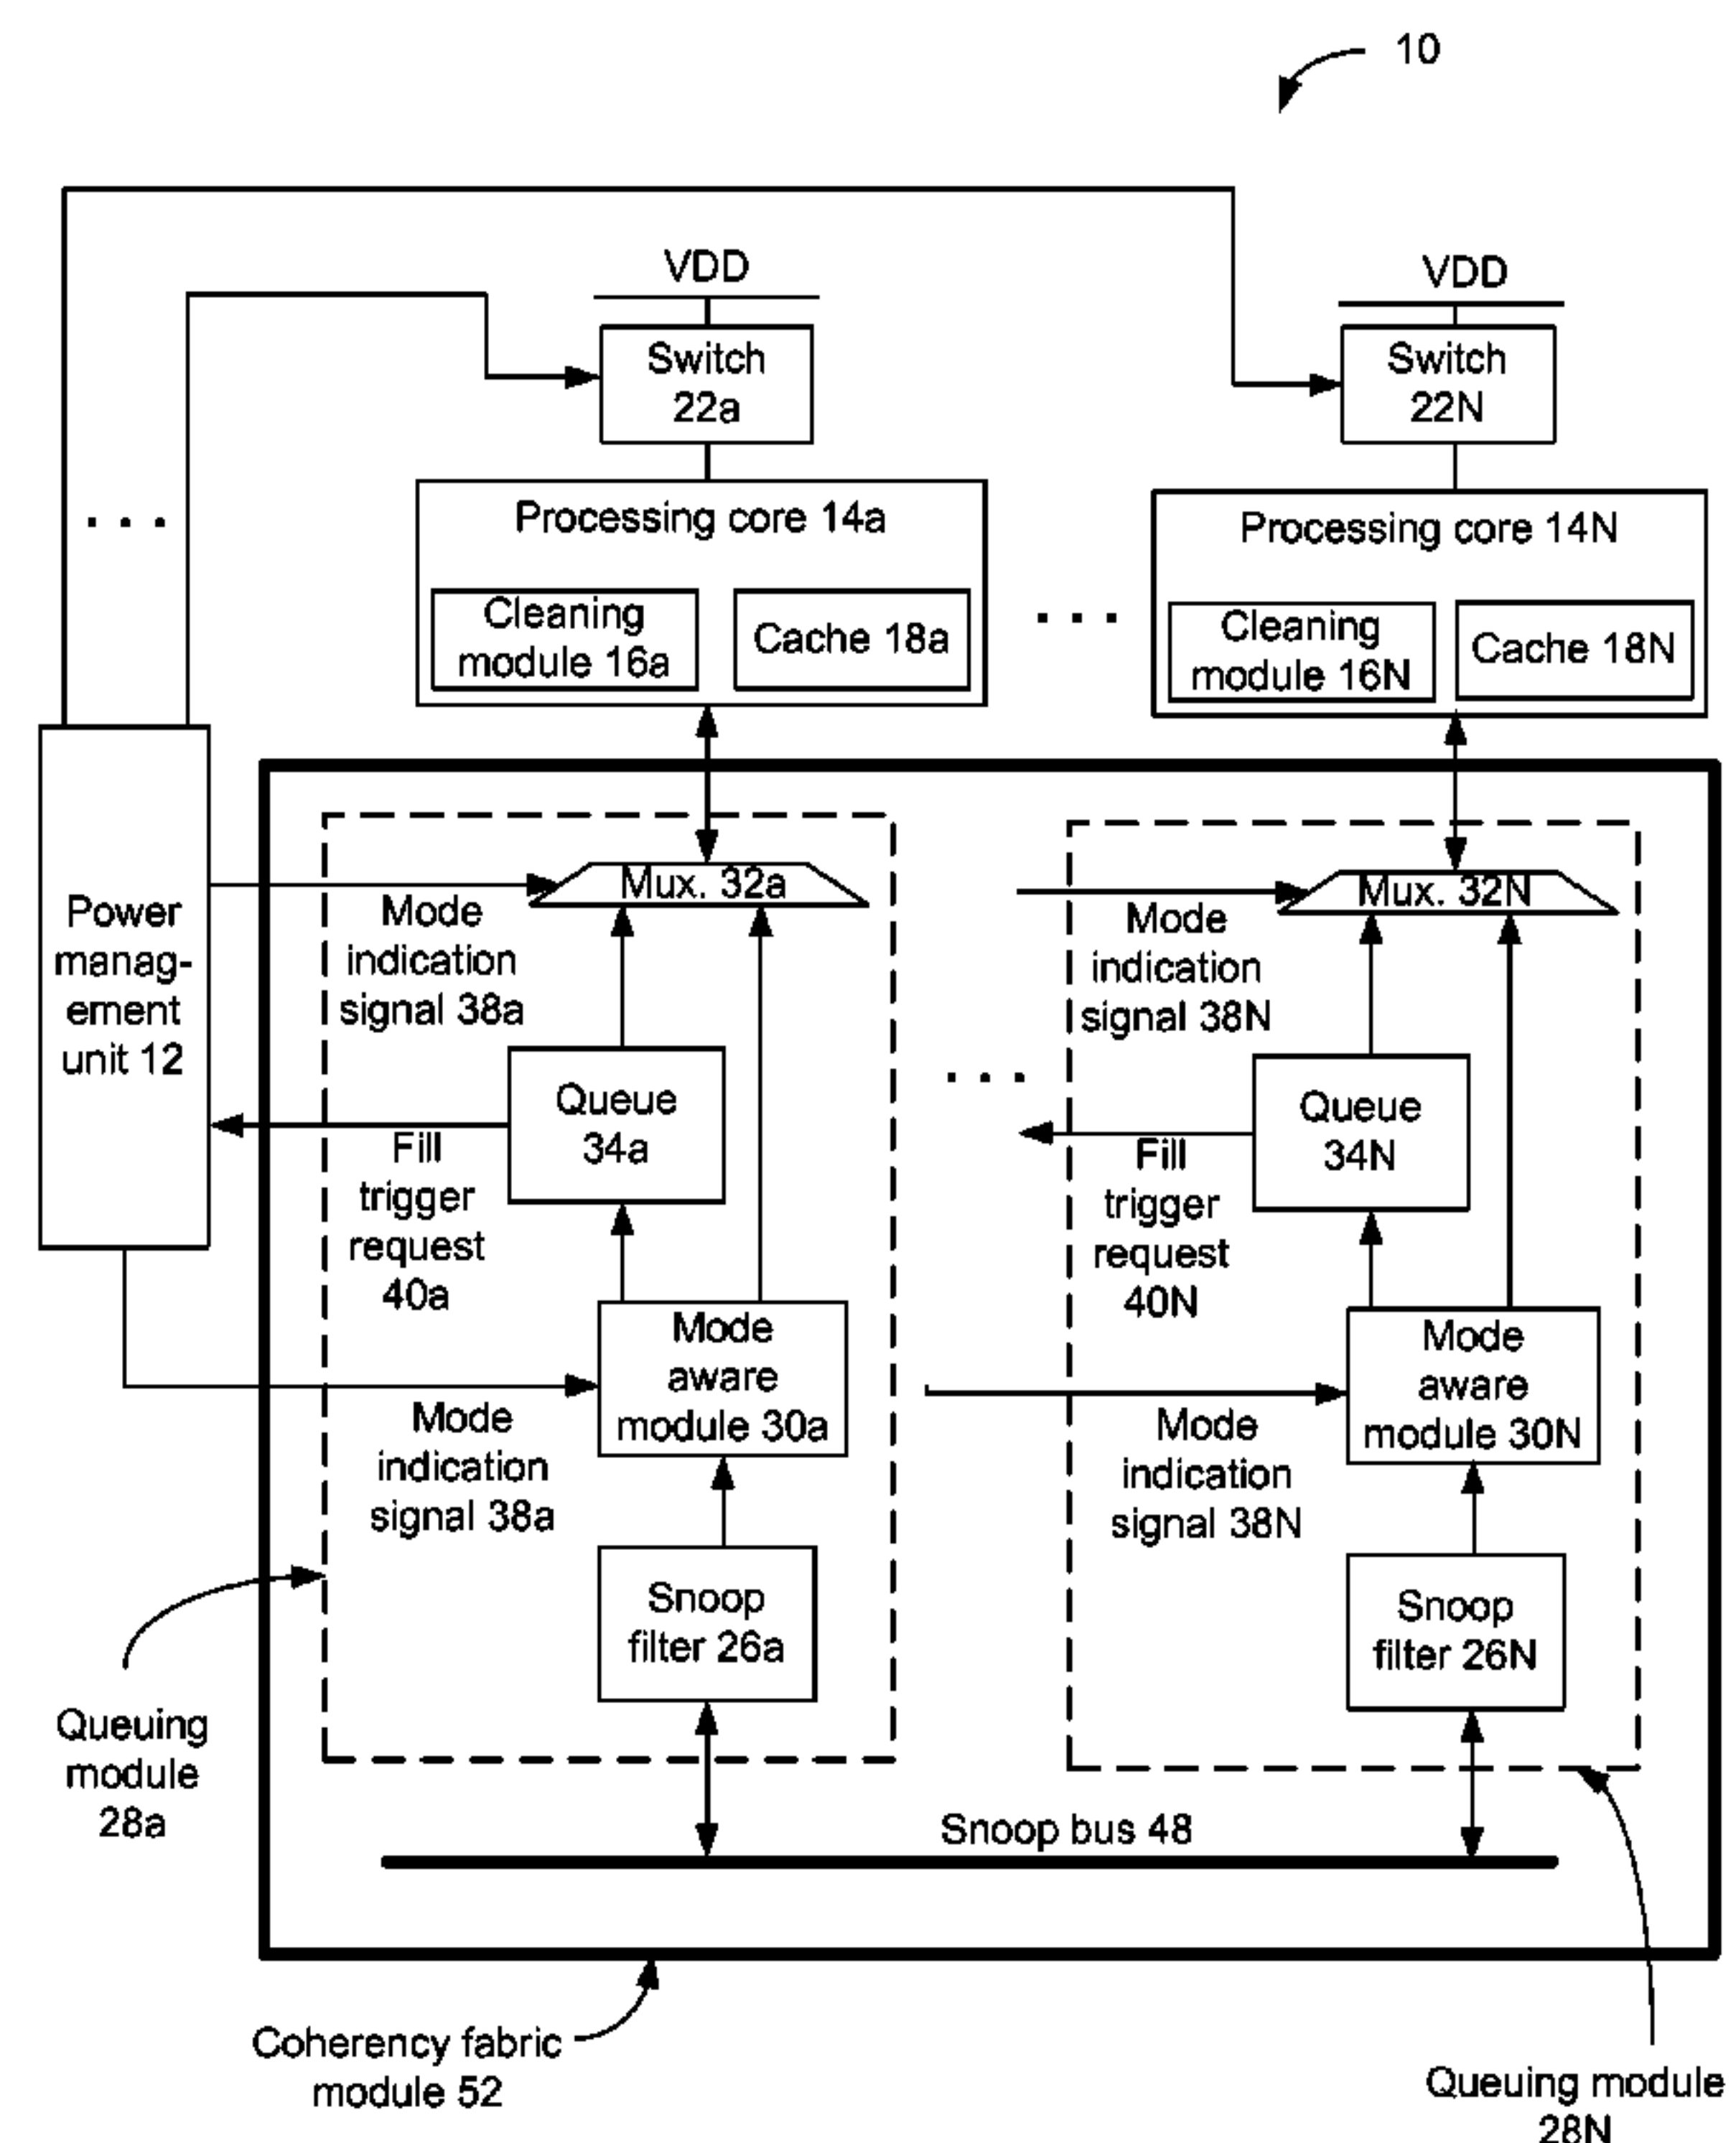 10
VDD
VDD
Switch
22a
Switch
22N
Processing core 14a
Cleaning
module 16a
Cache 18a
. . .
. . .
Processing core 14N
Cleaning
module 16N
Cache 18N
Power
manag-
ement
unit 12
Mux. 32a
Mode
indication
signal 38a
Queue
34a
Fill
trigger
request
40a
Mode
aware
module 30a
Mode
indication
signal 38a
Snoop
filter 26a
. . .
Mux. 32N
Mode
indication
signal 38N
Queue
34N
Fill
trigger
request
40N
Mode
aware
module 30N
Mode
indication
signal 38N
Snoop
filter 26N
Queuing
module
28a
Snoop bus 48
Coherency fabric
module 52
Queuing module
28N